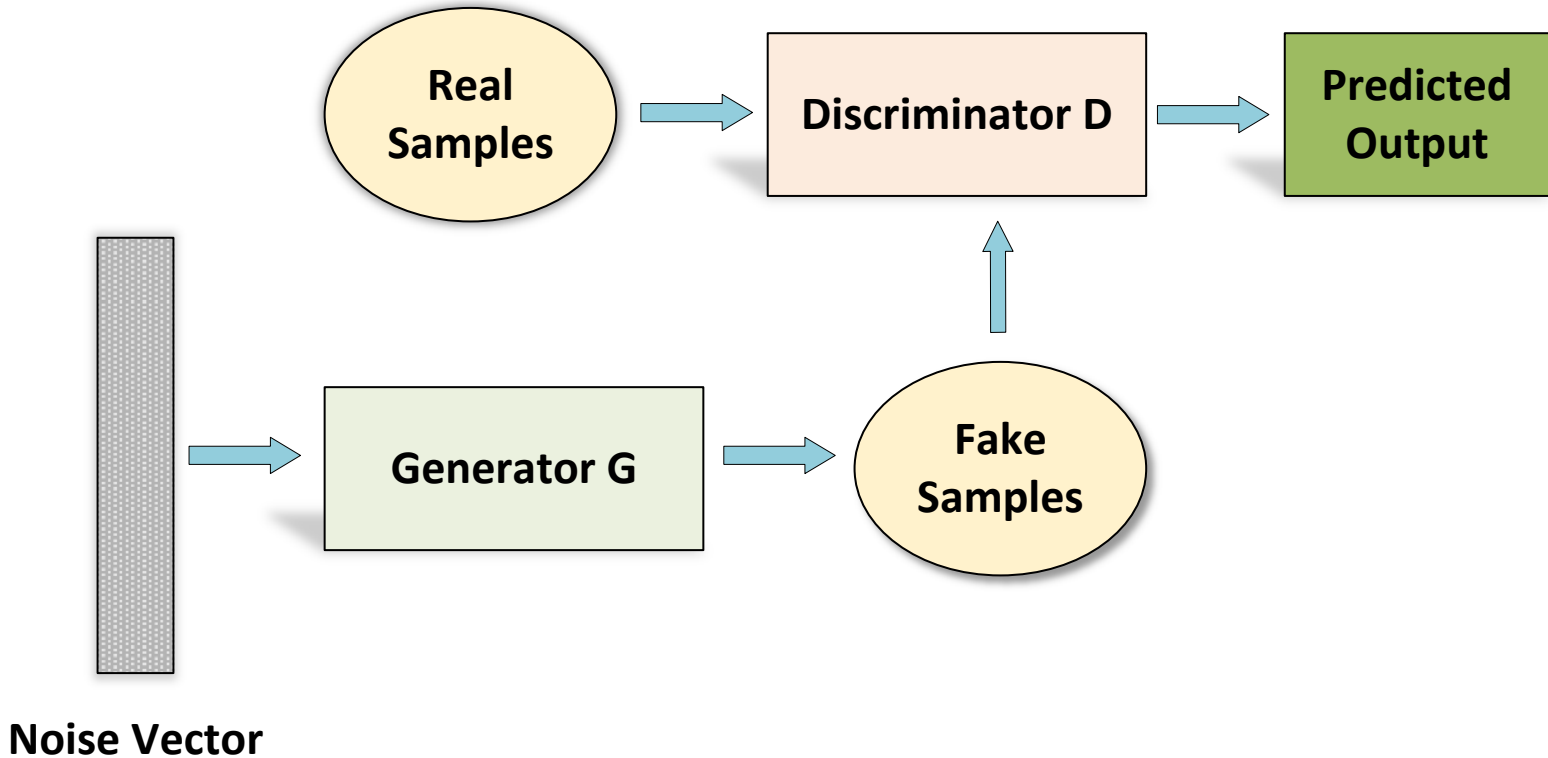 Real
Samples
Discriminator D
Predicted
Output
Generator G
Fake
Samples
Noise Vector